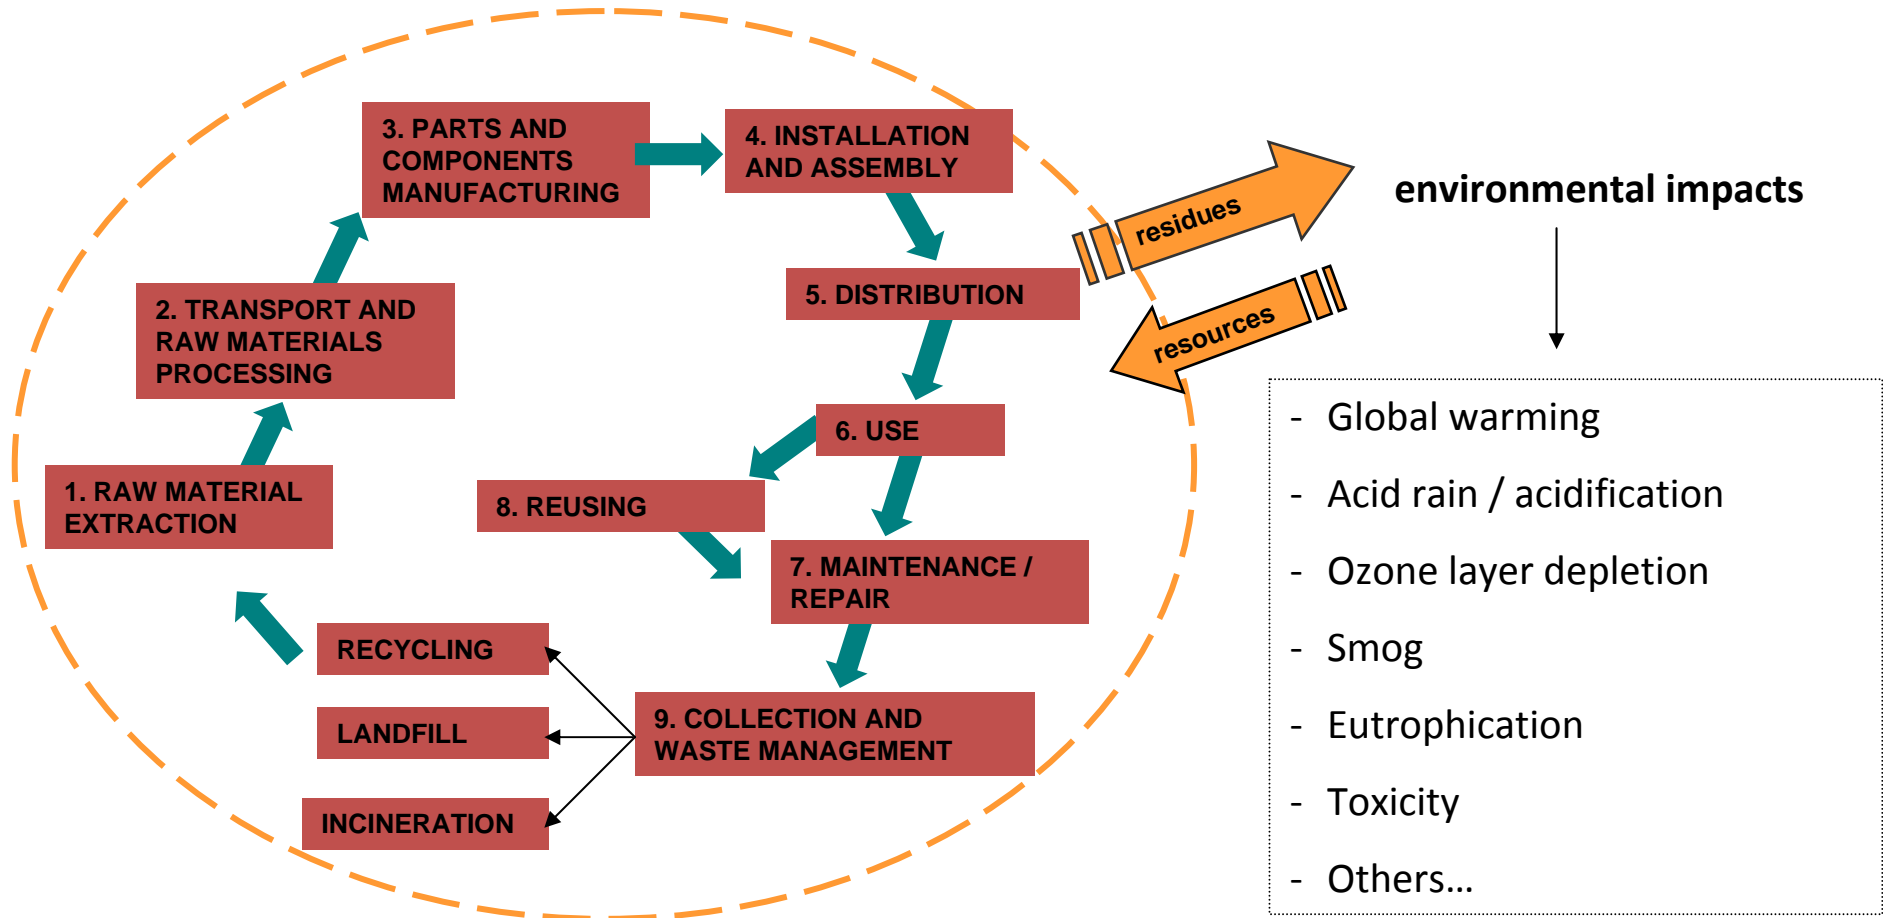 3. PARTS AND
COMPONENTS
MANUFACTURING
4. INSTALLATION
AND ASSEMBLY
residues
environmental impacts
2. TRANSPORT AND
RAW MATERIALS
PROCESSING
5. DISTRIBUTION
resources
6. USE
1. RAW MATERIAL
EXTRACTION
8. REUSING
7. MAINTENANCE /
REPAIR
RECYCLING
LANDFILL
INCINERATION
9. COLLECTION AND
WASTE MANAGEMENT
- Global warming
- Acid rain / acidification
- Ozone layer depletion
- Smog
- Eutrophication
- Toxicity
- Others...